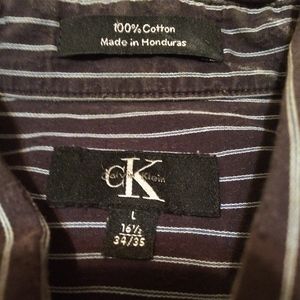 100% Cotton
Made in Honduras
CK
Calvin Klein
L
16½
34/35